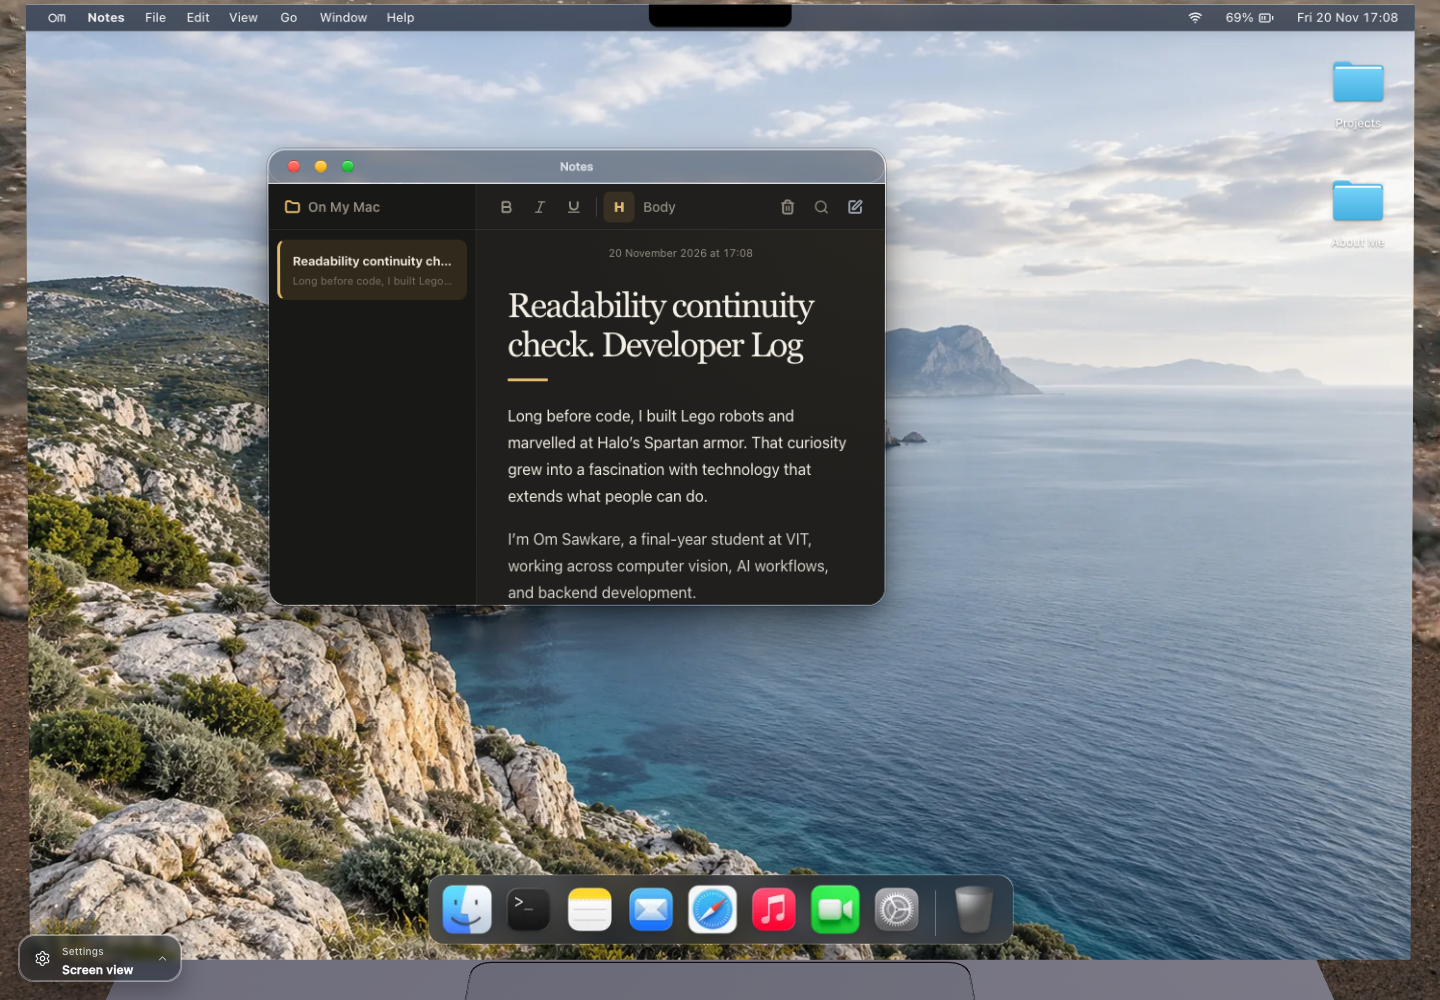 Om Notes File Edit View Go Window Help
69% Fri 20 Nov 17:08
Projects
About Me
Notes
On My Mac
B I U H Body
Readability continuity ch...
Long before code, I built Lego...
20 November 2026 at 17:08
Readability continuity
check. Developer Log
Long before code, I built Lego robots and
marvelled at Halo’s Spartan armor. That curiosity
grew into a fascination with technology that
extends what people can do.
I’m Om Sawkare, a final-year student at VIT,
working across computer vision, AI workflows,
and backend development.
>_
Settings
Screen view